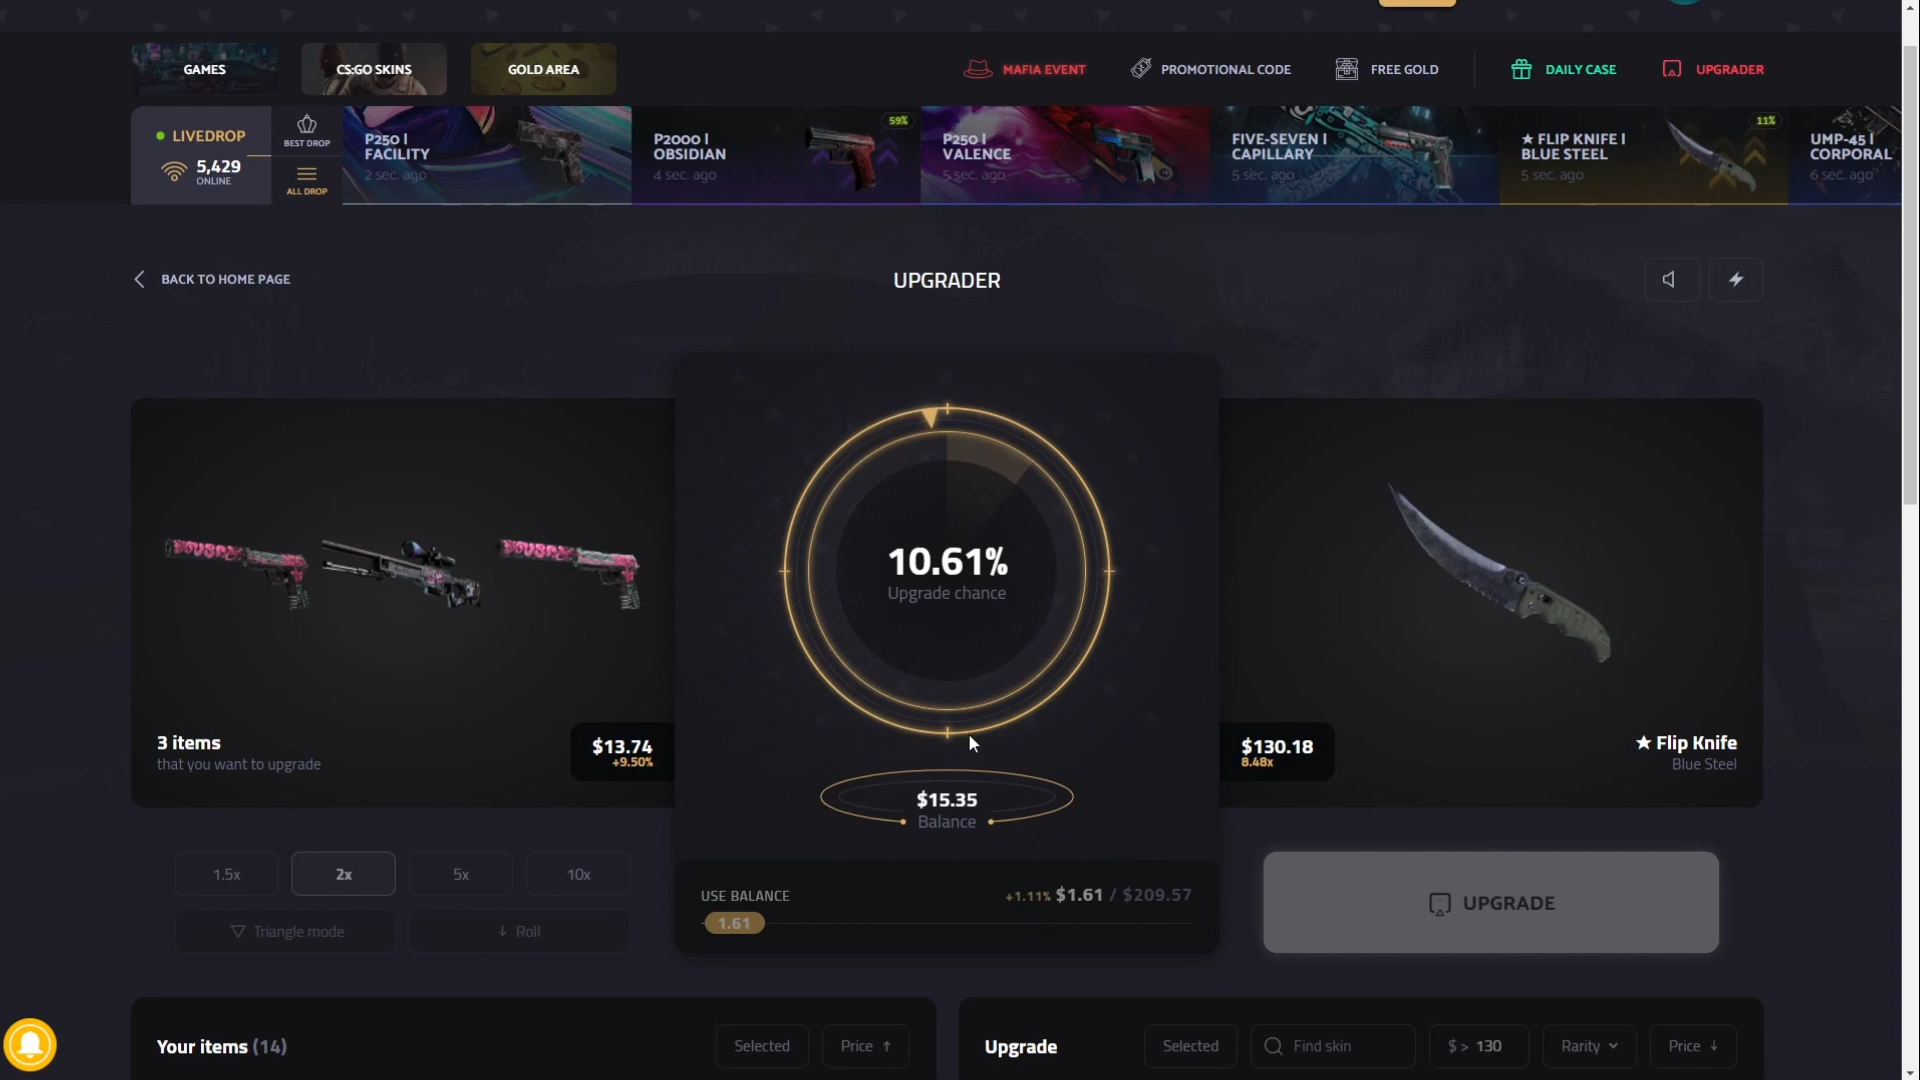 GAMES
CS:GO SKINS
GOLD AREA
MAFIA EVENT
PROMOTIONAL CODE
FREE GOLD
DAILY CASE
UPGRADER
LIVEDROP
5,429
ONLINE
BEST DROP
ALL DROP
P250 |
FACILITY
2 sec. ago
59%
P2000 |
OBSIDIAN
4 sec. ago
P250 |
VALENCE
5 sec. ago
FIVE-SEVEN |
CAPILLARY
5 sec. ago
11%
★ FLIP KNIFE |
BLUE STEEL
5 sec. ago
UMP-45 |
CORPORAL
6 sec. ago
BACK TO HOME PAGE
UPGRADER
10.61%
Upgrade chance
3 items
that you want to upgrade
$13.74
+9.50%
$130.18
8.48x
★ Flip Knife
Blue Steel
$15.35
Balance
1.5x
2x
5x
10x
Triangle mode
Roll
USE BALANCE
+1.11% $1.61 / $209.57
1.61
UPGRADE
Your items (14)
Selected
Price ↑
Upgrade
Selected
Find skin
$ > 130
Rarity
Price ↓